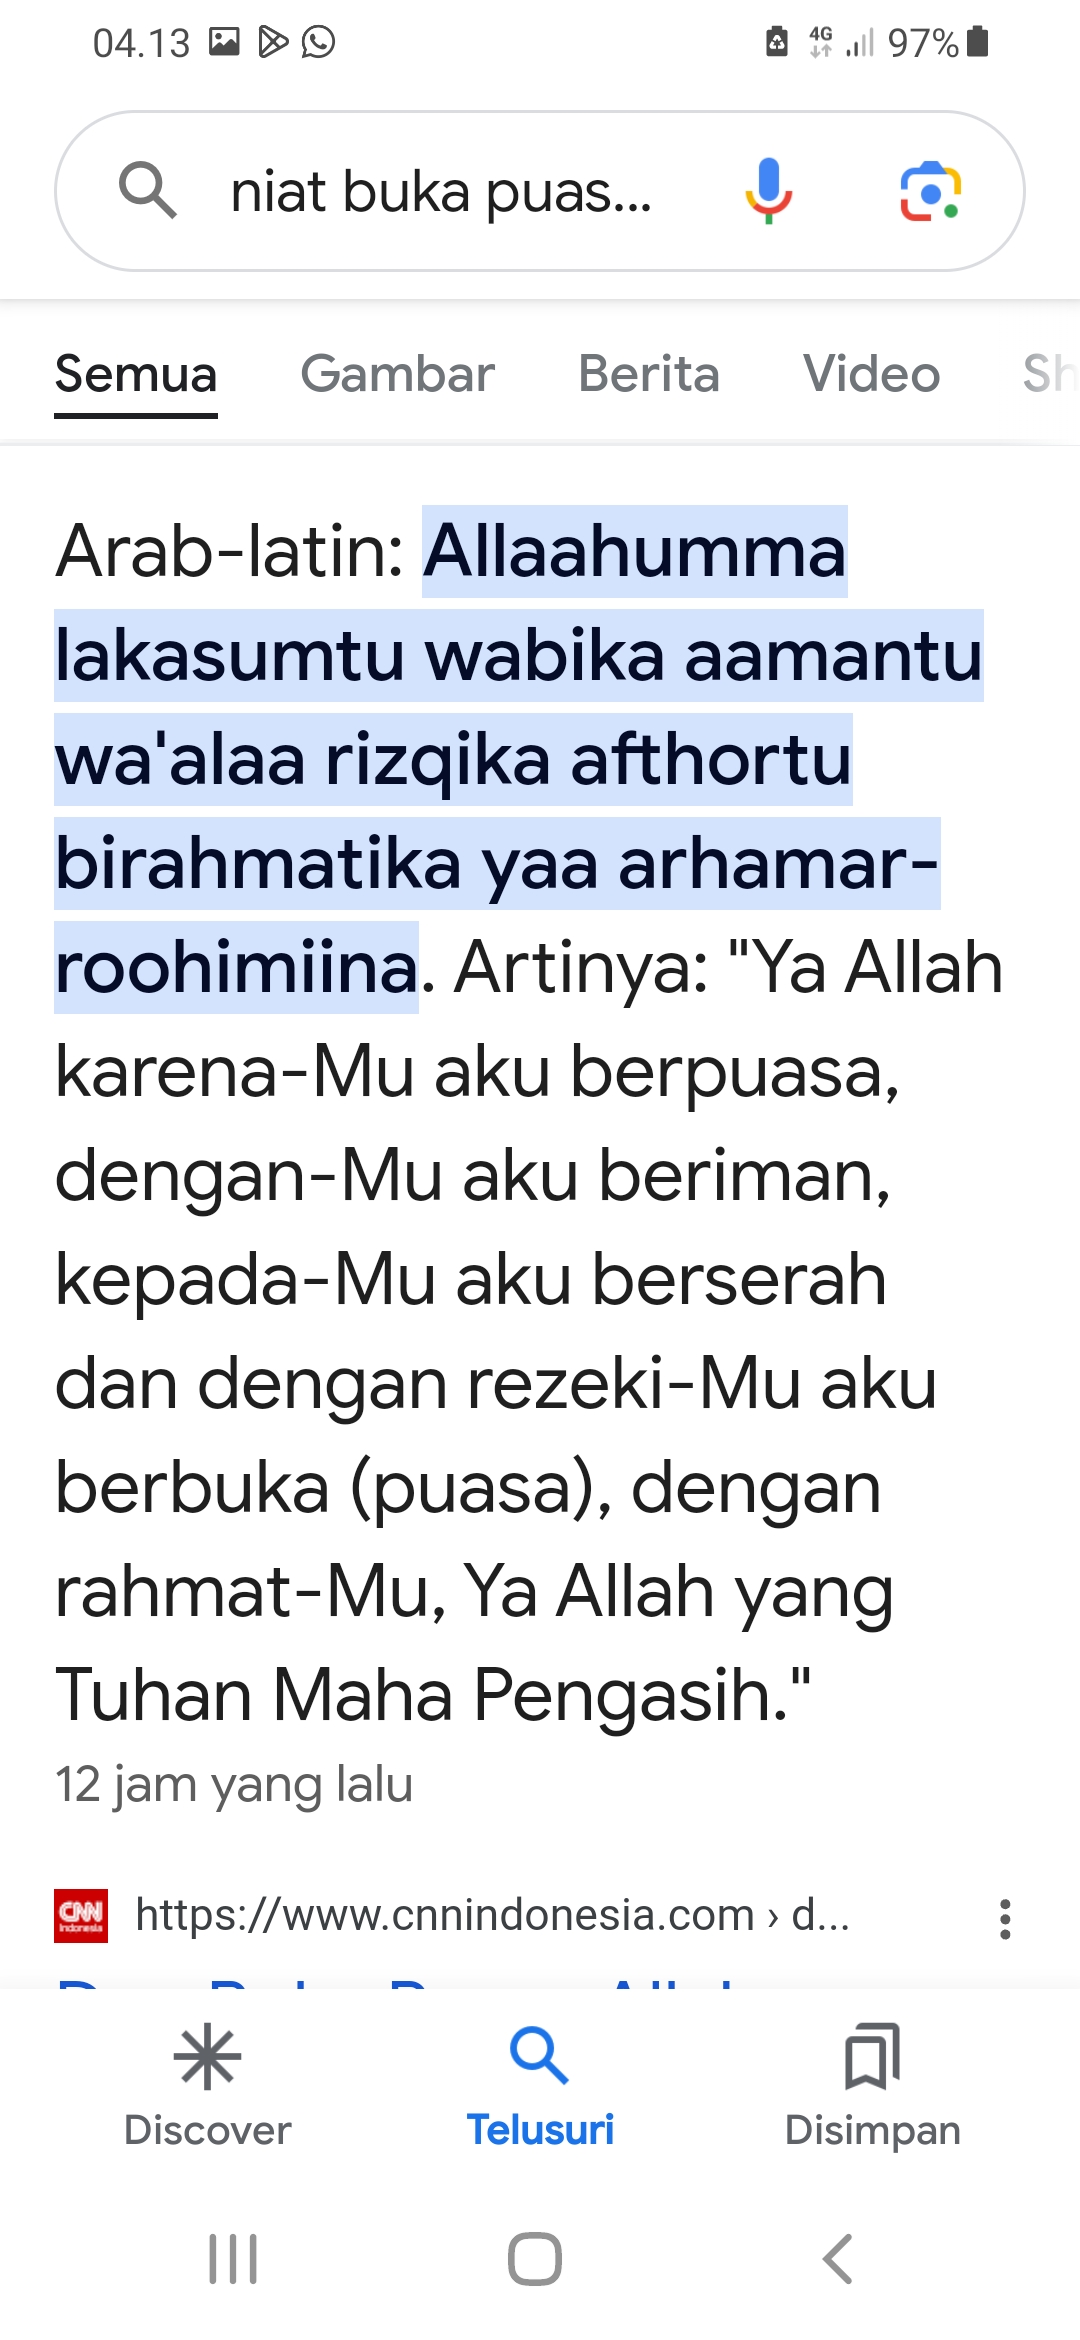 04.13 4G 97%
niat buka puas...
Semua Gambar Berita Video Sh
Arab-latin: Allaahumma
lakasumtu wabika aamantu
wa'alaa rizqika afthortu
birahmatika yaa arhamar-
roohimiina. Artinya: "Ya Allah
karena-Mu aku berpuasa,
dengan-Mu aku beriman,
kepada-Mu aku berserah
dan dengan rezeki-Mu aku
berbuka (puasa), dengan
rahmat-Mu, Ya Allah yang
Tuhan Maha Pengasih."
12 jam yang lalu
CNN Indonesia https://www.cnnindonesia.com › d...
Discover Telusuri Disimpan